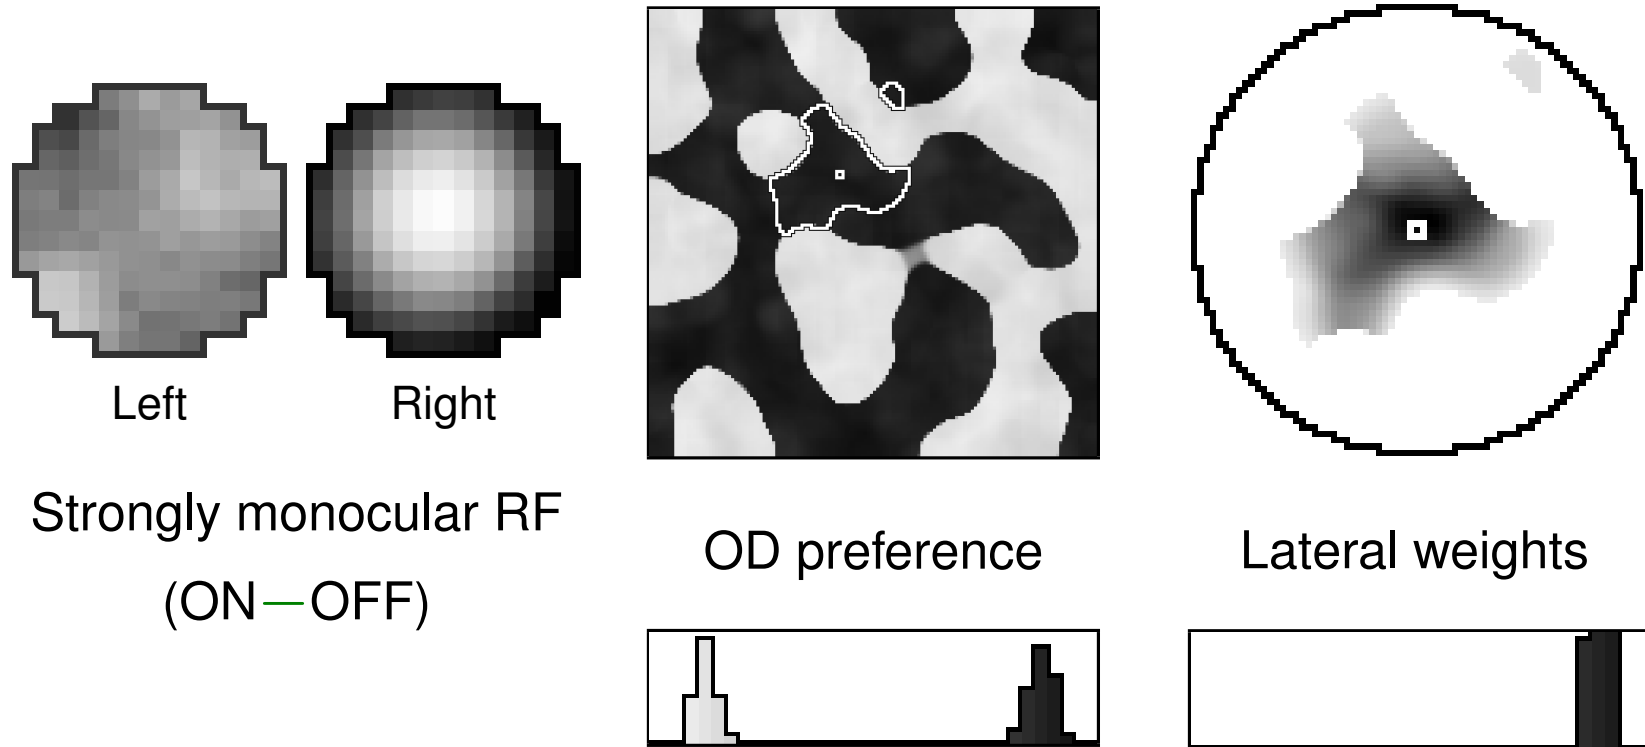 Left
Right
Strongly monocular RF
(ON—OFF)
OD preference
Lateral weights